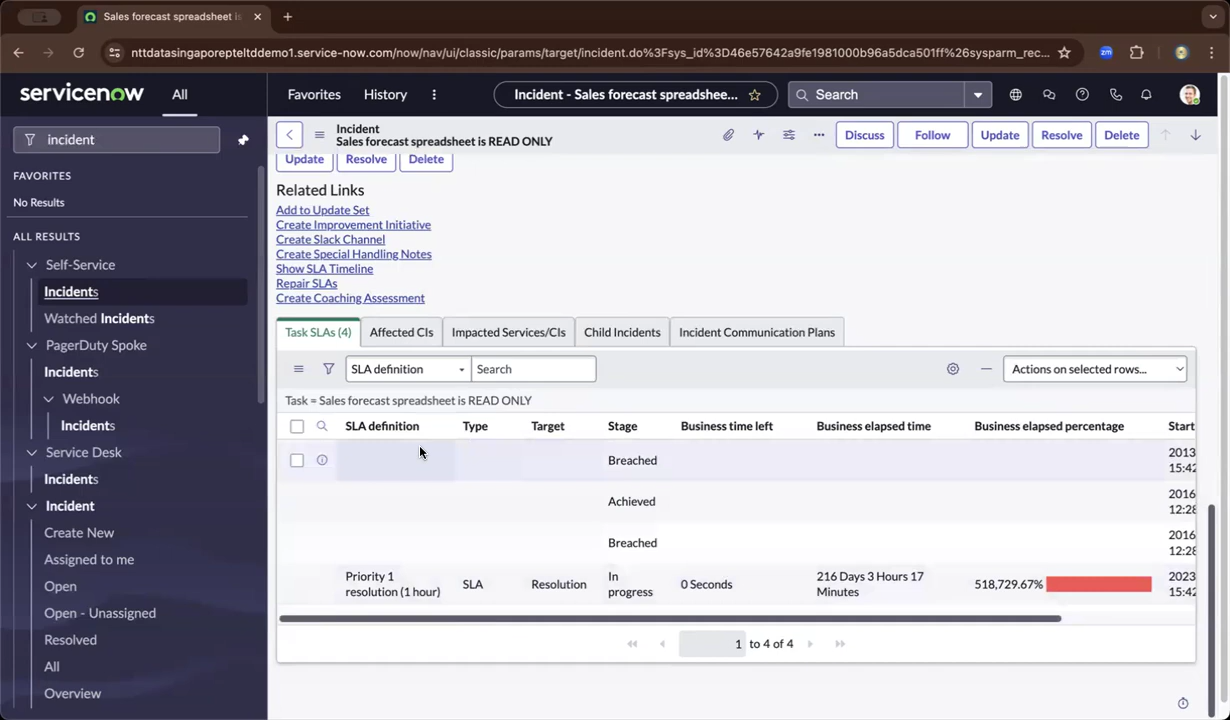 Sales forecast spreadsheet is
nttdatasingaporepteltddemo1.service-now.com/now/nav/ui/classic/params/target/incident.do%3Fsys_id%3D46e57642a9fe1981000b96a5dca501ff%26sysparm_rec...
servicenow
All
Favorites
History
Incident - Sales forecast spreadshee...
Search
incident
FAVORITES
No Results
ALL RESULTS
Self-Service
Incidents
Watched Incidents
PagerDuty Spoke
Incidents
Webhook
Incidents
Service Desk
Incidents
Incident
Create New
Assigned to me
Open
Open - Unassigned
Resolved
All
Overview
Incident
Sales forecast spreadsheet is READ ONLY
Discuss
Follow
Update
Resolve
Delete
Update
Resolve
Delete
Related Links
Add to Update Set
Create Improvement Initiative
Create Slack Channel
Create Special Handling Notes
Show SLA Timeline
Repair SLAs
Create Coaching Assessment
Task SLAs (4)
Affected CIs
Impacted Services/CIs
Child Incidents
Incident Communication Plans
SLA definition
Search
Actions on selected rows...
Task = Sales forecast spreadsheet is READ ONLY
SLA definition Type Target Stage Business time left Business elapsed time Business elapsed percentage Start
Breached
2013
15:42
Achieved
2016
12:28
Breached
2016
12:28
Priority 1
resolution (1 hour)
SLA
Resolution
In
progress
0 Seconds
216 Days 3 Hours 17
Minutes
518,729.67%
2023
15:42
1 to 4 of 4